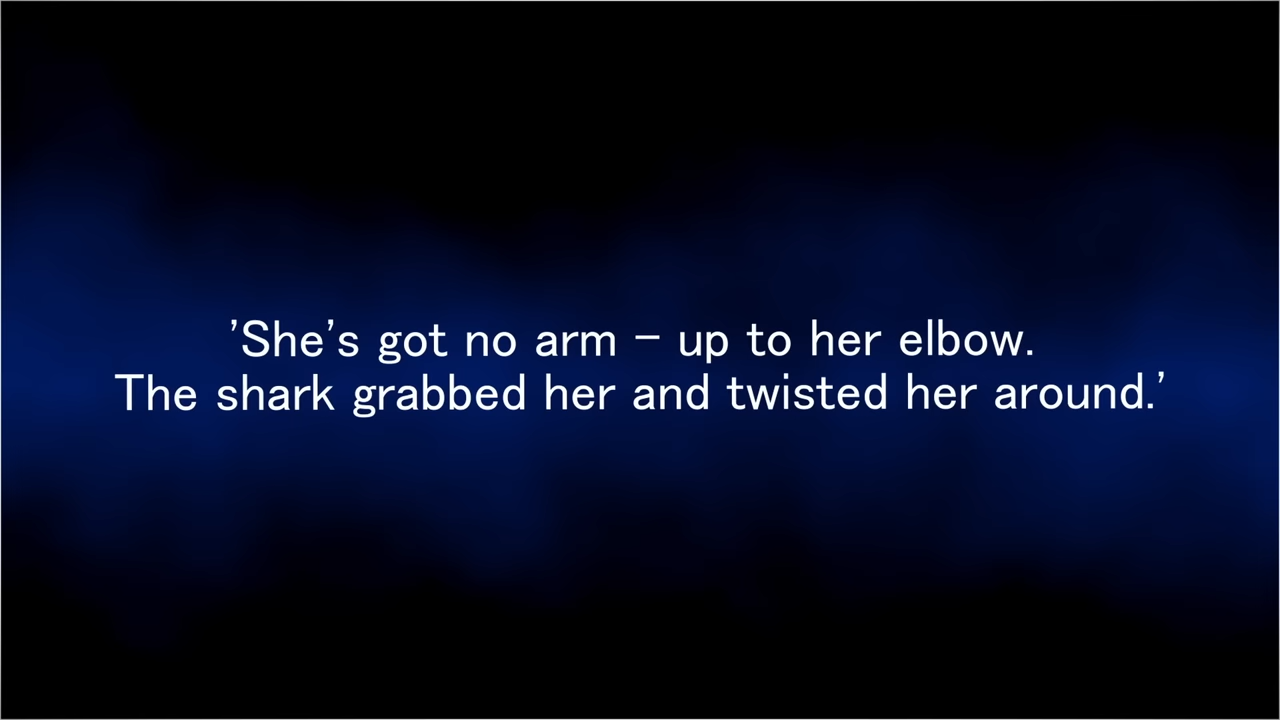 ’She’s got no arm – up to her elbow.
The shark grabbed her and twisted her around.’